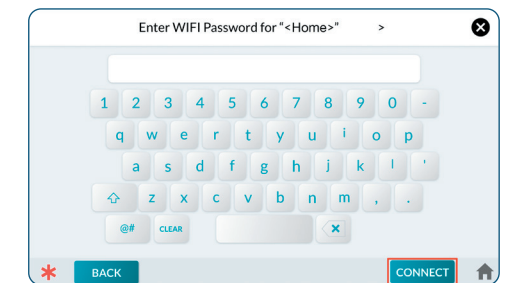 Enter WIFI Password for "<Home>" >
1 2 3 4 5 6 7 8 9 0 -
q w e r t y u i o p
a s d f g h j k l '
z x c v b n m , .
@# CLEAR
BACK CONNECT